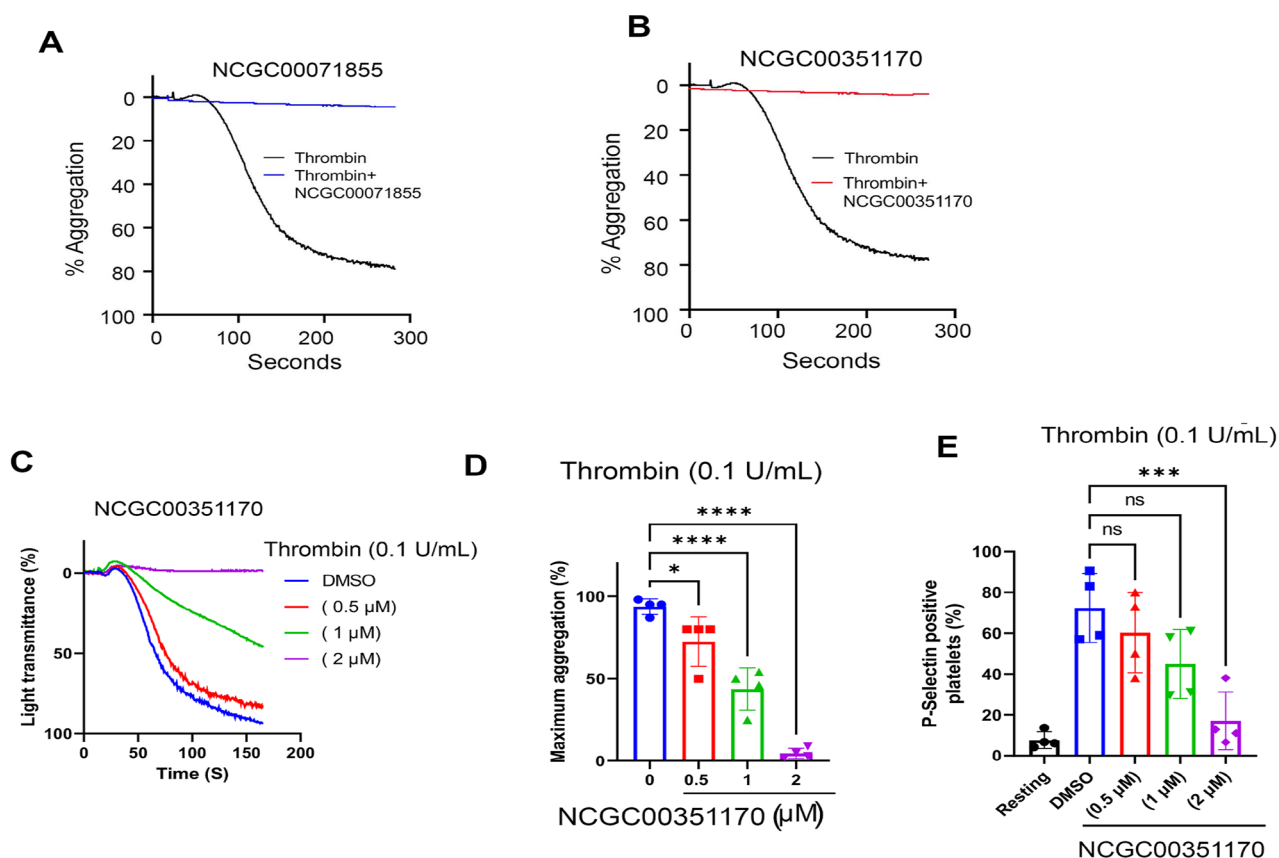 A
NCGC00071855
0
20
40
60
80
100
% Aggregation
Thrombin
Thrombin+
NCGC00071855
0
100
200
300
Seconds
B
NCGC00351170
0
20
40
60
80
100
% Aggregation
Thrombin
Thrombin+
NCGC00351170
0
100
200
300
Seconds
C
NCGC00351170
Thrombin (0.1 U/mL)
DMSO
( 0.5 µM)
( 1 µM)
( 2 µM)
Light transmittance (%)
0
50
100
0
50
100
150
200
Time (S)
D
Thrombin (0.1 U/mL)
****
****
*
Maximum aggregation (%)
100
50
0
0
0.5
1
2
NCGC00351170 (µM)
E
Thrombin (0.1 U/mL)
***
ns
ns
P-Selectin positive
platelets (%)
100
80
60
40
20
0
Resting
DMSO
(0.5 µM)
(1 µM)
(2 µM)
NCGC00351170